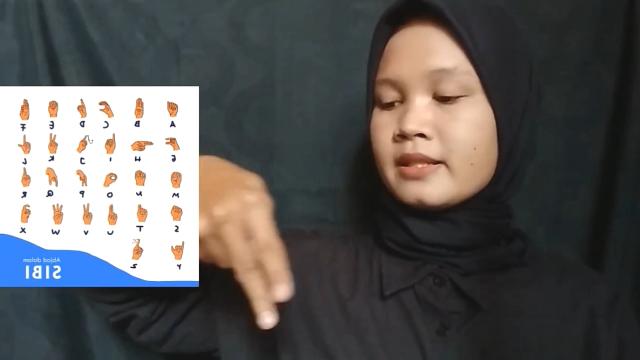 A B C D E F
G H I J K L
M N O P Q R
S T U V W X
Y Z
Abjad dalam
SIBI